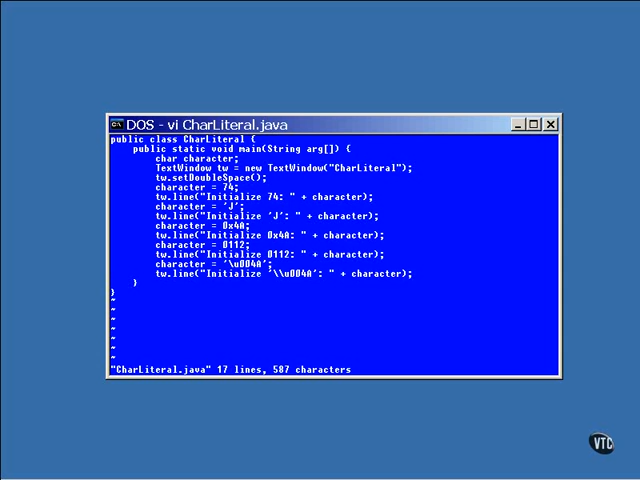 DOS - vi CharLiteral.java
public class CharLiteral {
public static void main(String arg[]) {
char character;
TextWindow tw = new TextWindow("CharLiteral");
tw.setDoubleSpace();
character = 74;
tw.line("Initialize 74: " + character);
character = 'J';
tw.line("Initialize 'J': " + character);
character = 0x4A;
tw.line("Initialize 0x4A: " + character);
character = 0112;
tw.line("Initialize 0112: " + character);
character = '\u004A';
tw.line("Initialize '\\u004A': " + character);
}
}
~
~
~
~
~
~
~
"CharLiteral.java" 17 lines, 587 characters
VTC